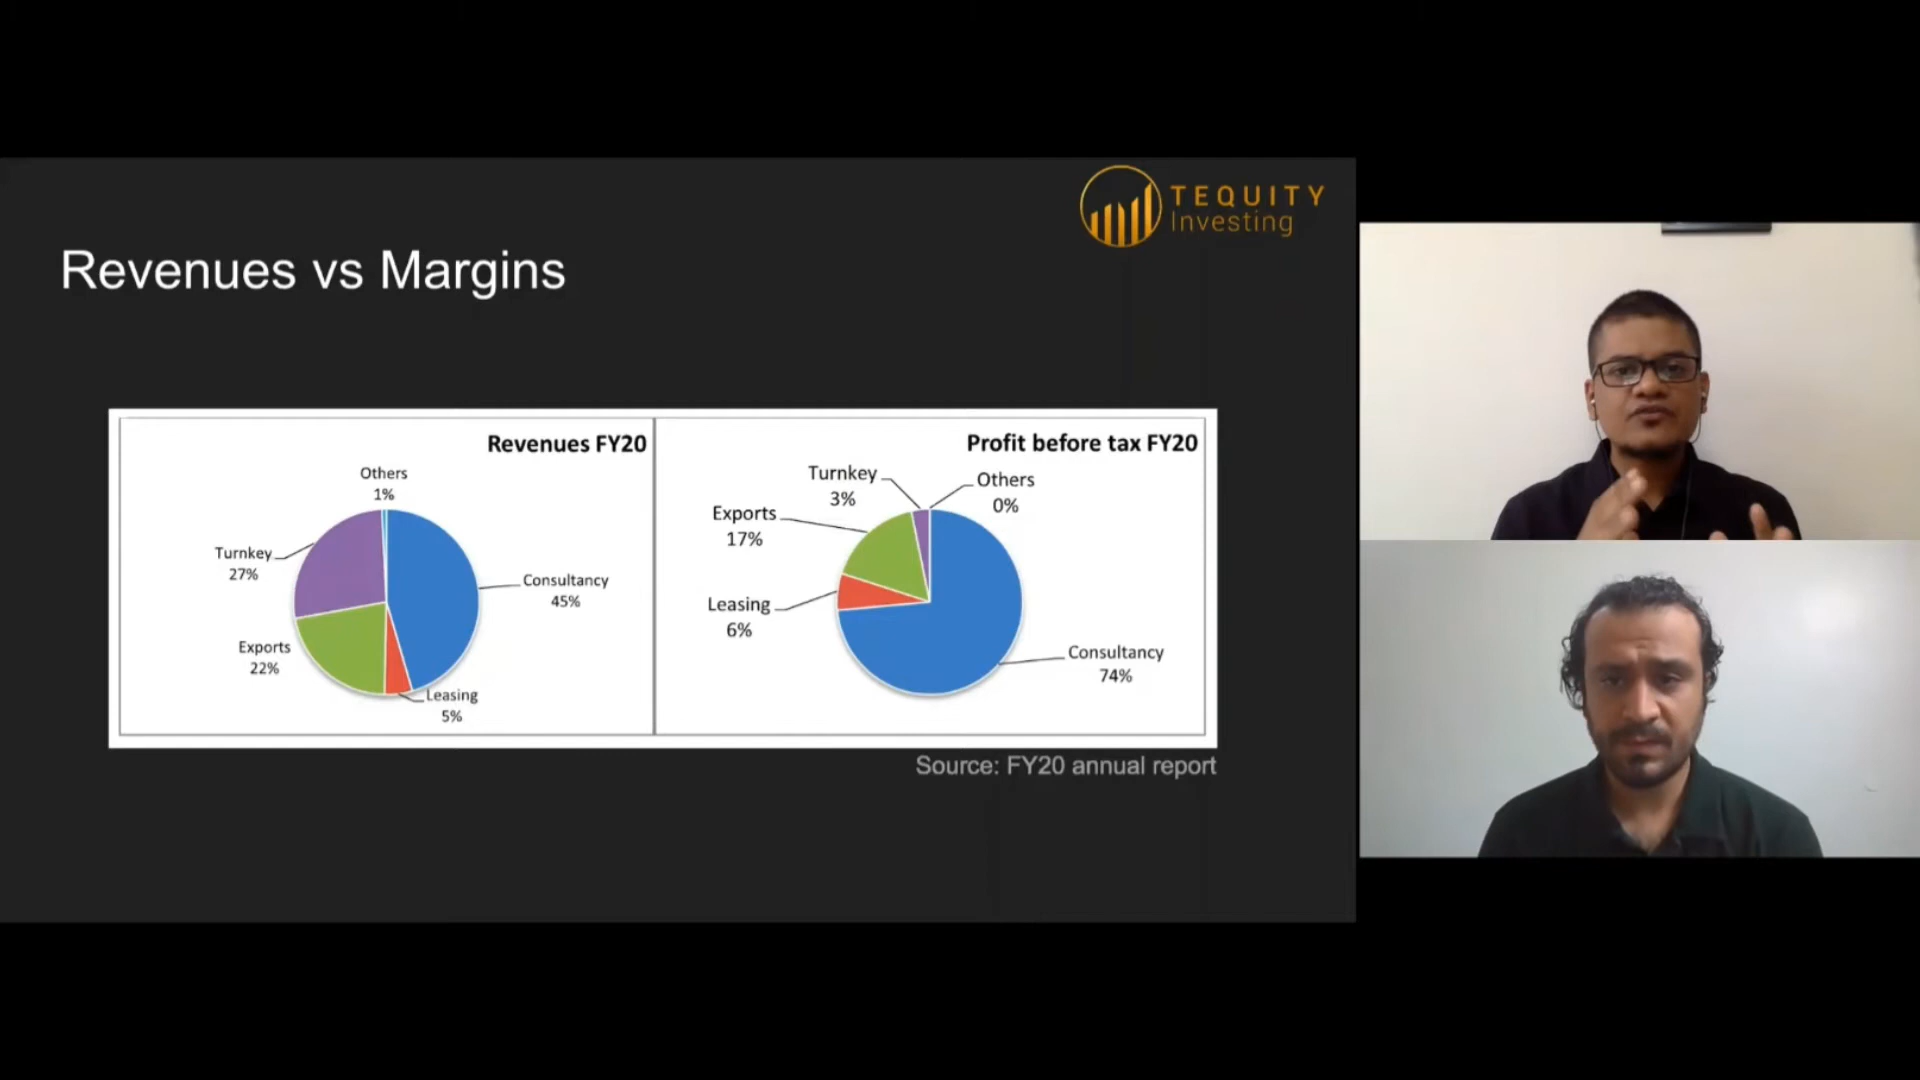 TEQUITY
Investing
Revenues vs Margins
Revenues FY20
Others
1%
Turnkey
27%
Consultancy
45%
Exports
22%
Leasing
5%
Profit before tax FY20
Turnkey
3%
Others
0%
Exports
17%
Leasing
6%
Consultancy
74%
Source: FY20 annual report